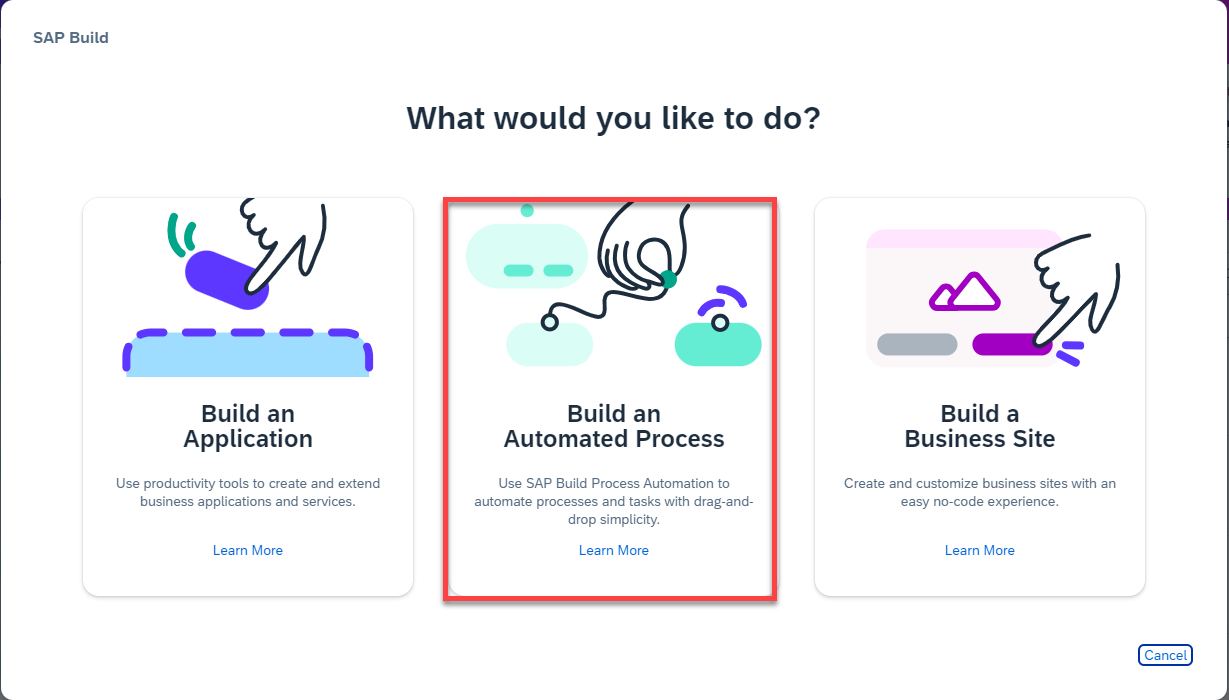 SAP Build
What would you like to do?
Build an
Application
Use productivity tools to create and extend
business applications and services.
Learn More
Build an
Automated Process
Use SAP Build Process Automation to
automate processes and tasks with drag-and-
drop simplicity.
Learn More
Build a
Business Site
Create and customize business sites with an
easy no-code experience.
Learn More
Cancel